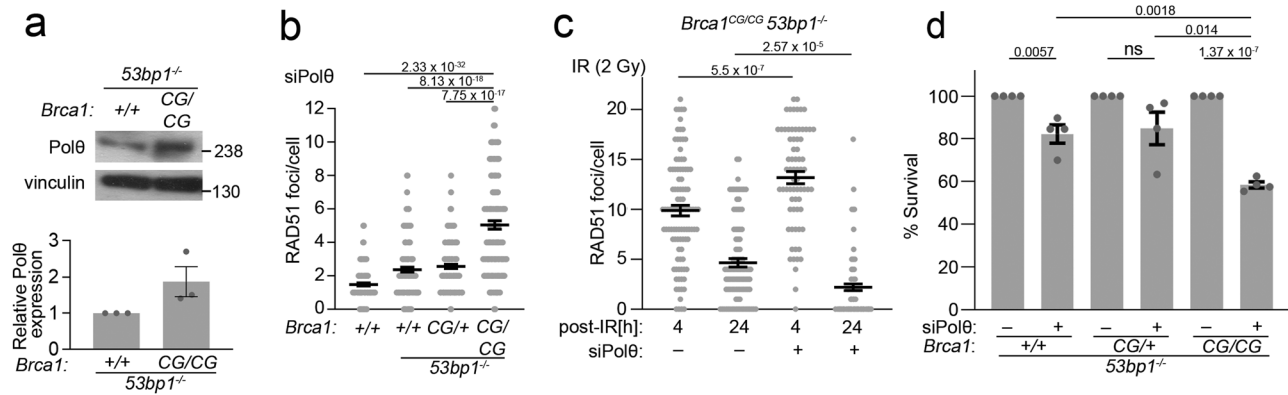 a
53bp1-/-
Brca1: +/+ CG/
CG
Polθ
238
vinculin
130
Relative Polθ
expression
3
2
1
0
Brca1: +/+ CG/CG
53bp1-/-
b
siPolθ
2.33 x 10-32
8.13 x 10-18
7.75 x 10-17
RAD51 foci/cell
12
10
8
6
4
2
0
Brca1: +/+ +/+ CG/+ CG/
CG
53bp1-/-
c
Brca1CG/CG 53bp1-/-
2.57 x 10-5
IR (2 Gy)
5.5 x 10-7
RAD51 foci/cell
20
15
10
5
0
post-IR[h]: 4 24 4 24
siPolθ: – – + +
d
0.0018
0.014
0.0057 ns 1.37 x 10-7
% Survival
100
80
60
40
20
0
siPolθ: – + – + – +
Brca1: +/+ CG/+ CG/CG
53bp1-/-